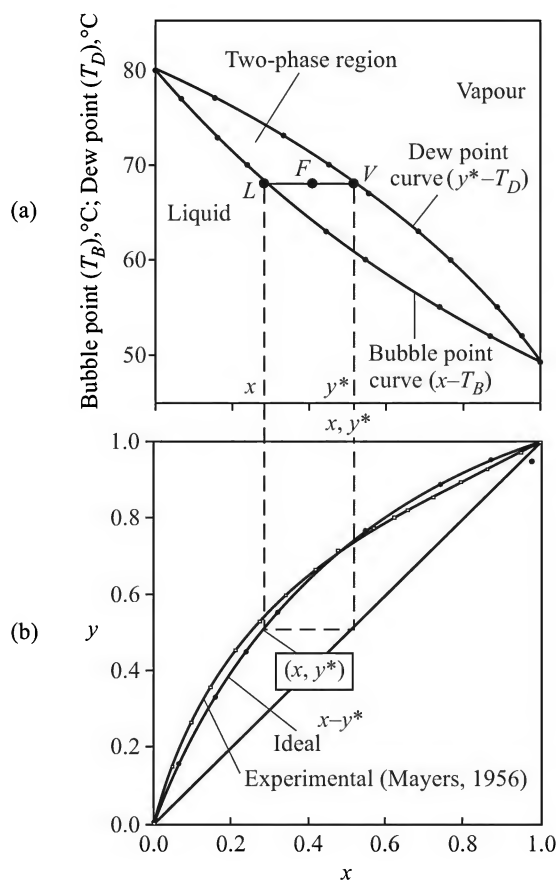 (a)
Bubble point (T_B),°C; Dew point (T_D),°C
80
70
60
50
Two-phase region
Vapour
F
V
L
Dew point
curve (y*–T_D)
Liquid
Bubble point
curve (x–T_B)
x
y*
x, y*
(b)
y
1.0
0.8
0.6
0.4
0.2
0.0
(x, y*)
x–y*
Ideal
Experimental (Mayers, 1956)
0.0
0.2
0.4
0.6
0.8
1.0
x